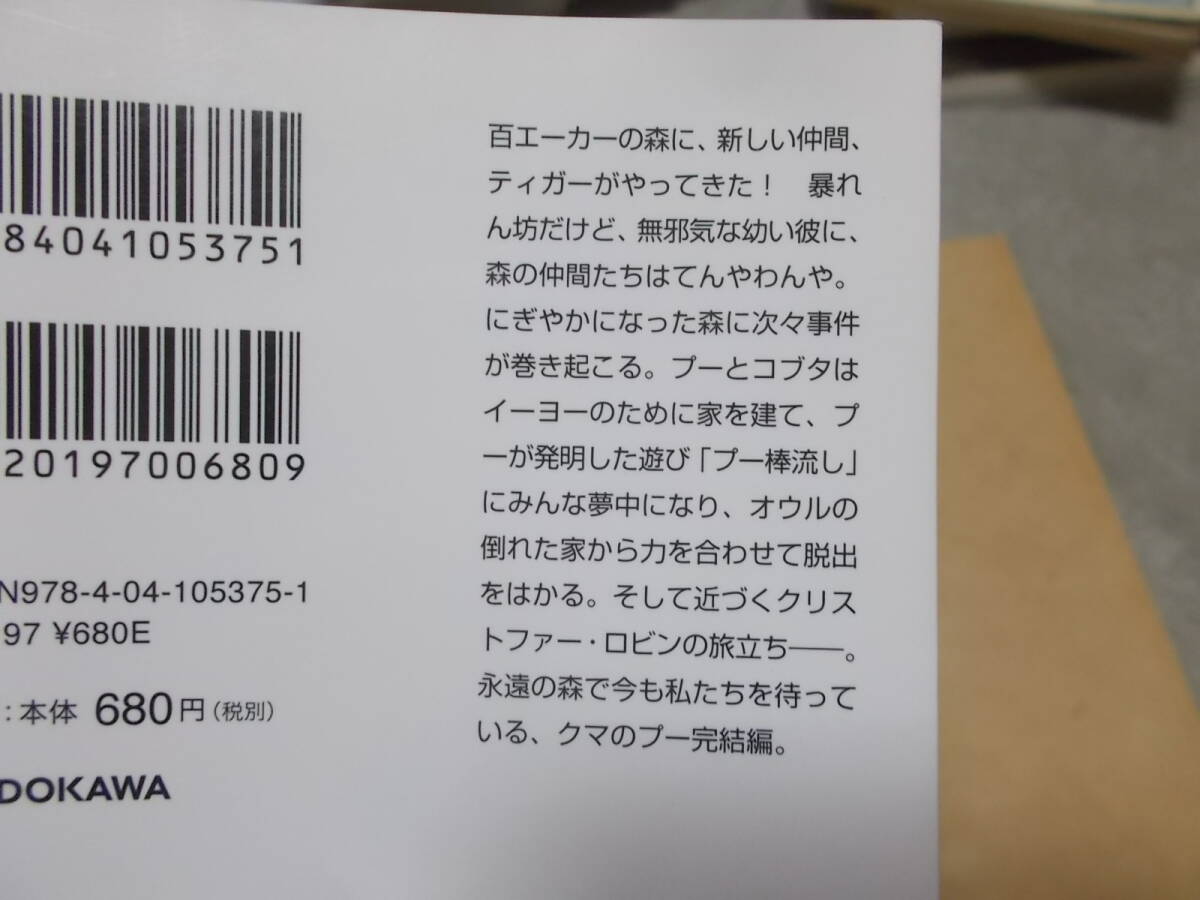 84041053751
20197006809
N978-4-04-105375-1
97 ¥680E
：本体 680円（税別）
DOKAWA
百エーカーの森に、新しい仲間、
ティガーがやってきた！　暴れ
ん坊だけど、無邪気な幼い彼に、
森の仲間たちはてんやわんや。
にぎやかになった森に次々事件
が巻き起こる。プーとコブタは
イーヨーのために家を建て、プ
ーが発明した遊び「プー棒流し」
にみんな夢中になり、オウルの
倒れた家から力を合わせて脱出
をはかる。そして近づくクリス
トファー・ロビンの旅立ち――。
永遠の森で今も私たちを待って
いる、クマのプー完結編。